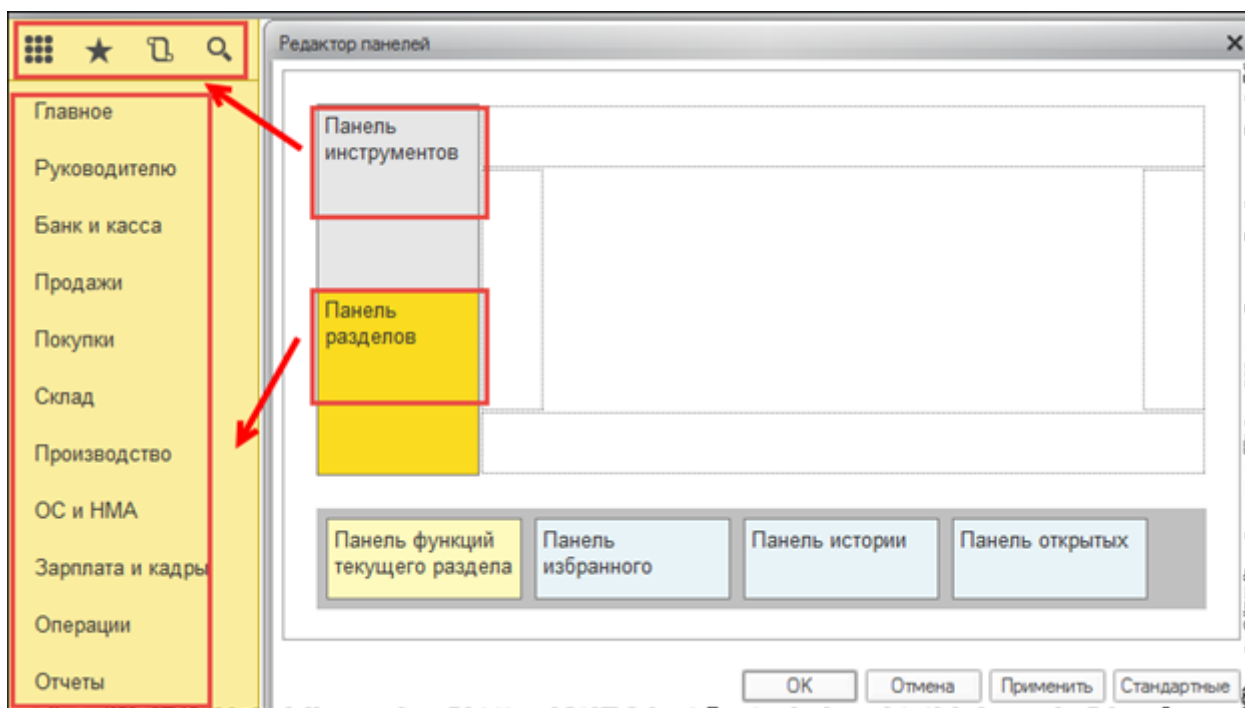 Главное
Руководителю
Банк и касса
Продажи
Покупки
Склад
Производство
ОС и НМА
Зарплата и кадры
Операции
Отчеты
Редактор панелей
Панель
инструментов
Панель
разделов
Панель функций
текущего раздела
Панель
избранного
Панель истории
Панель открытых
ОК
Отмена
Применить
Стандартные